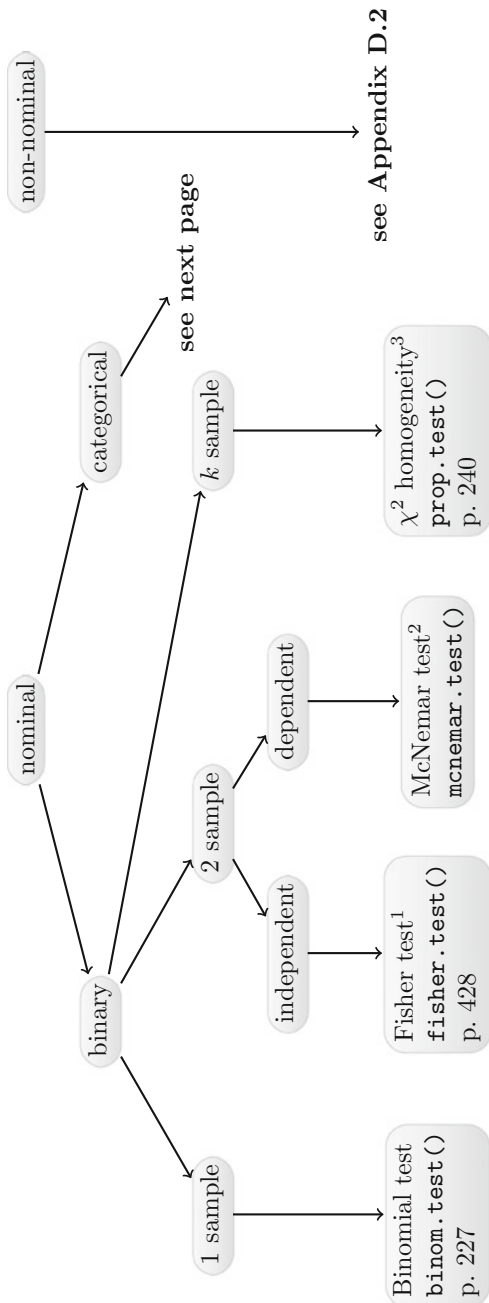 nominal
non-nominal
binary
categorical
see next page
1 sample
2 sample
k sample
independent
dependent
see Appendix D.2
Binomial test
binom.test()
p. 227
Fisher test¹
fisher.test()
p. 428
McNemar test²
mcnemar.test()
χ² homogeneity³
prop.test()
p. 240